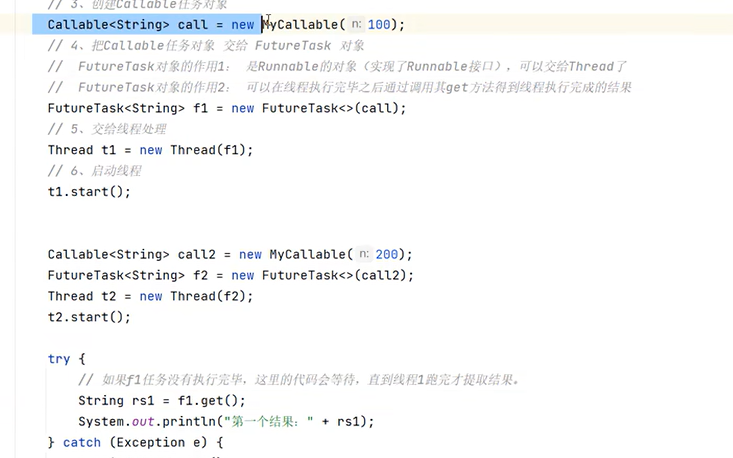 // 3、创建Callable任务对象
Callable<String> call = new MyCallable( n: 100);
// 4、把Callable任务对象 交给 FutureTask 对象
//  FutureTask对象的作用1： 是Runnable的对象（实现了Runnable接口），可以交给Thread了
//  FutureTask对象的作用2： 可以在线程执行完毕之后通过调用其get方法得到线程执行完成的结果
FutureTask<String> f1 = new FutureTask<>(call);
// 5、交给线程处理
Thread t1 = new Thread(f1);
// 6、启动线程
t1.start();
Callable<String> call2 = new MyCallable( n: 200);
FutureTask<String> f2 = new FutureTask<>(call2);
Thread t2 = new Thread(f2);
t2.start();
try {
// 如果f1任务没有执行完毕，这里的代码会等待，直到线程1跑完才提取结果。
String rs1 = f1.get();
System.out.println("第一个结果：" + rs1);
} catch (Exception e) {